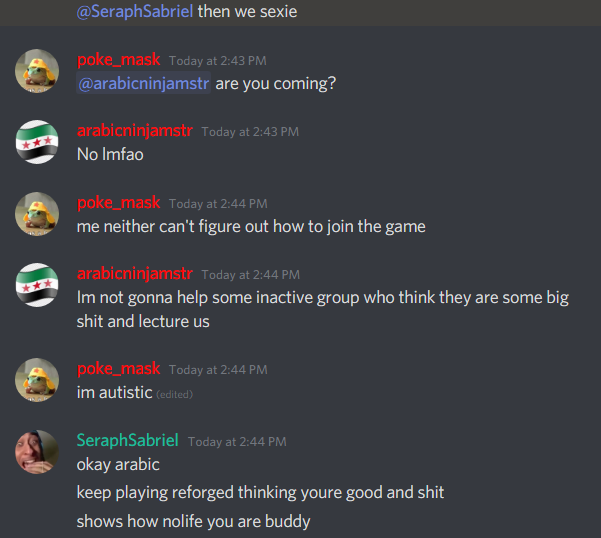 @SeraphSabriel then we sexie
poke_mask Today at 2:43 PM
@arabicninjamstr are you coming?
arabicninjamstr Today at 2:43 PM
No lmfao
poke_mask Today at 2:44 PM
me neither can't figure out how to join the game
arabicninjamstr Today at 2:44 PM
Im not gonna help some inactive group who think they are some big
shit and lecture us
poke_mask Today at 2:44 PM
im autistic (edited)
SeraphSabriel Today at 2:44 PM
okay arabic
keep playing reforged thinking youre good and shit
shows how nolife you are buddy